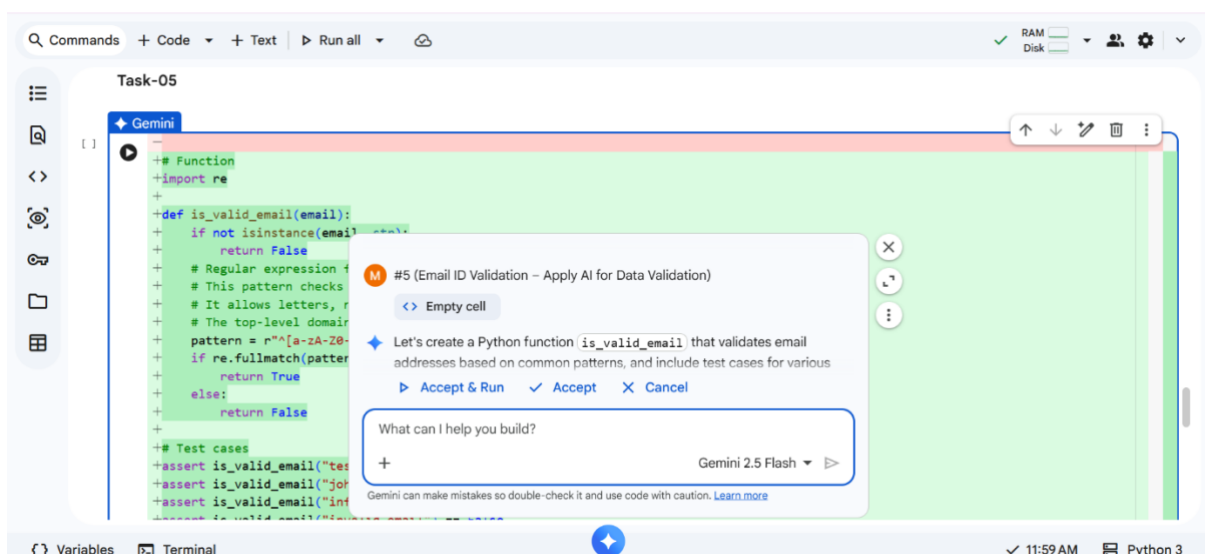 Commands + Code + Text Run all
RAM
Disk
Task-05
Gemini
[ ]
-
+# Function
+import re
+
+def is_valid_email(email):
+    if not isinstance(email, str):
+        return False
+    # Regular expression
+    # This pattern checks
+    # It allows letters,
+    # The top-level domain
+    pattern = r"^[a-zA-Z0-
+    if re.fullmatch(patter
+        return True
+    else:
+        return False
+
+# Test cases
+assert is_valid_email("tes
+assert is_valid_email("joh
+assert is_valid_email("inf
M #5 (Email ID Validation – Apply AI for Data Validation)
<> Empty cell
Let's create a Python function is_valid_email that validates email
addresses based on common patterns, and include test cases for various
Accept & Run Accept Cancel
What can I help you build?
+ Gemini 2.5 Flash
Gemini can make mistakes so double-check it and use code with caution. Learn more
{} Variables Terminal 11:59 AM Python 3